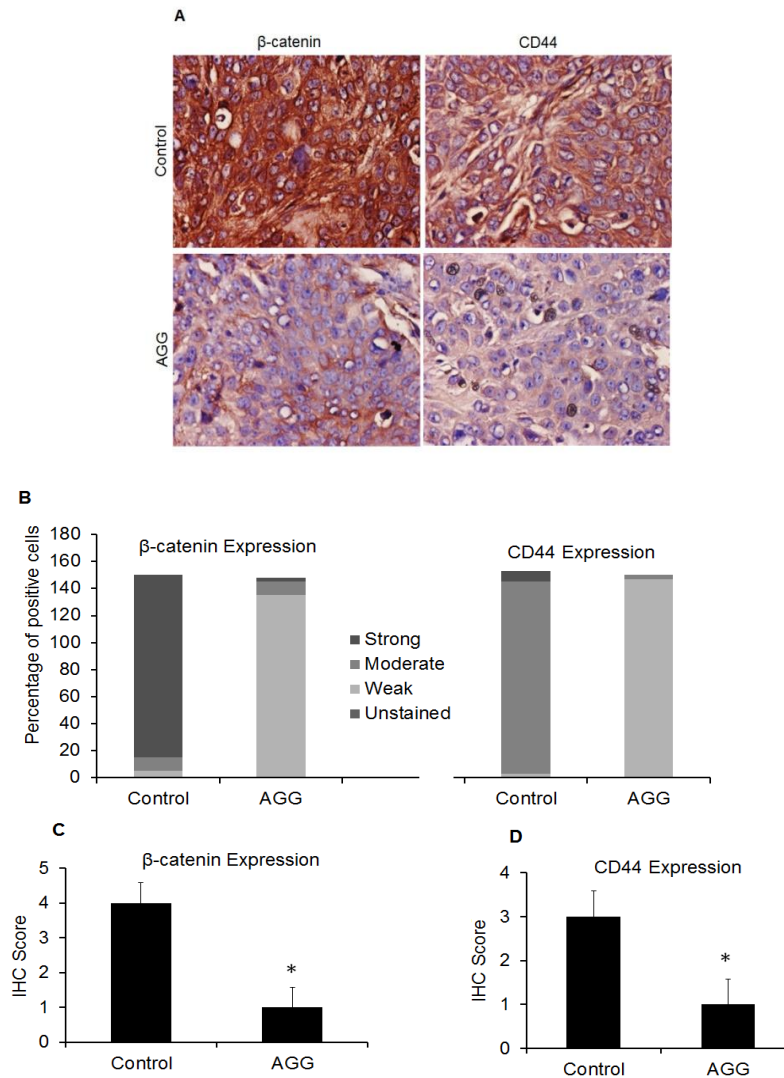 A
β-catenin
CD44
Control
AGG
B
180
160
140
120
100
80
60
40
20
0
Percentage of positive cells
β-catenin Expression
Control
AGG
Strong
Moderate
Weak
Unstained
CD44 Expression
Control
AGG
C
β-catenin Expression
5
4
3
2
1
0
IHC Score
*
Control
AGG
D
CD44 Expression
4
3
2
1
0
IHC Score
*
Control
AGG